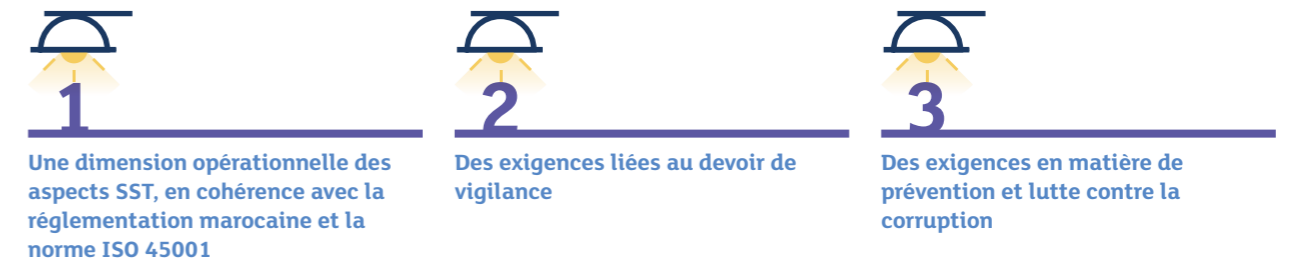 1
Une dimension opérationnelle des
aspects SST, en cohérence avec la
réglementation marocaine et la
norme ISO 45001
2
Des exigences liées au devoir de
vigilance
3
Des exigences en matière de
prévention et lutte contre la
corruption